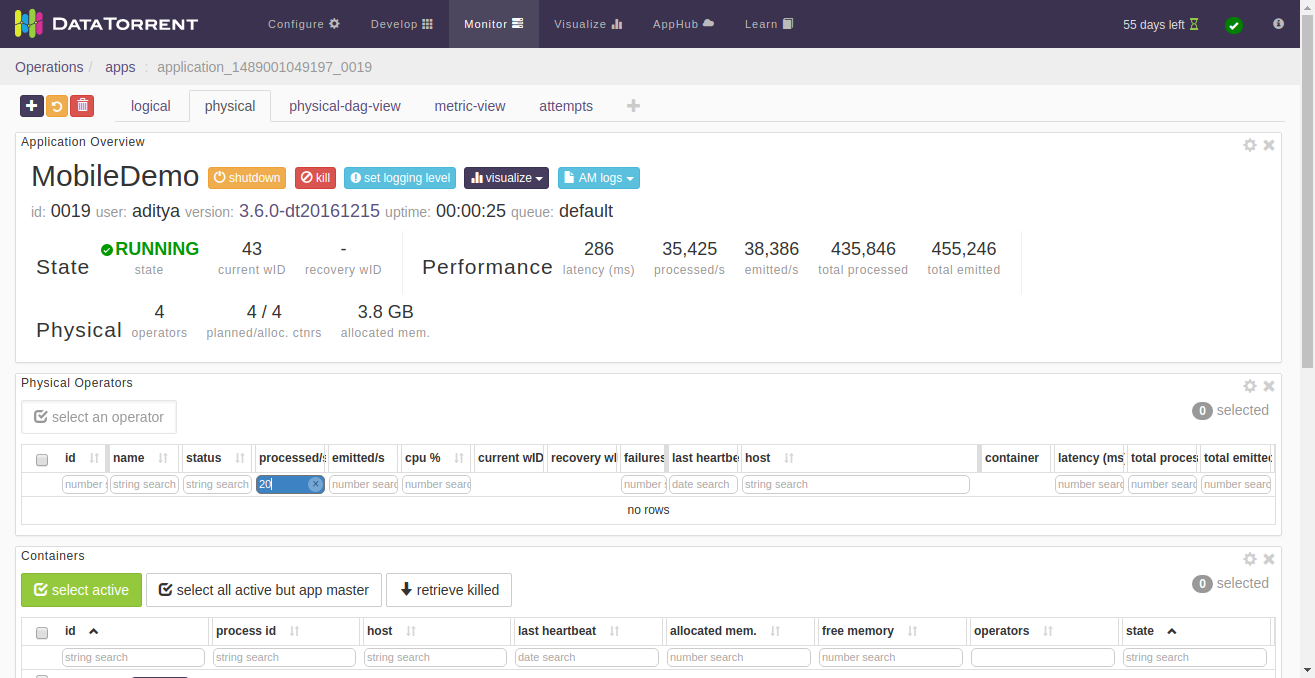 DATATORRENT Configure Develop Monitor Visualize AppHub Learn 55 days left
Operations / apps : application_1489001049197_0019
logical physical physical-dag-view metric-view attempts
Application Overview
MobileDemo shutdown kill set logging level visualize AM logs
id: 0019 user: aditya version: 3.6.0-dt20161215 uptime: 00:00:25 queue: default
State RUNNING 43 - Performance 286 35,425 38,386 435,846 455,246
state current wID recovery wID latency (ms) processed/s emitted/s total processed total emitted
Physical 4 4 / 4 3.8 GB
operators planned/alloc. ctnrs allocated mem.
Physical Operators
select an operator 0 selected
id name status processed/s emitted/s cpu % current wID recovery wI failures last heartbe host container latency (ms total proces total emitted
number s string search string search 20 number searc number searc number s date search string search number searc number searc number searc
no rows
Containers
select active select all active but app master retrieve killed 0 selected
id process id host last heartbeat allocated mem. free memory operators state
string search string search string search date search number search number search string search